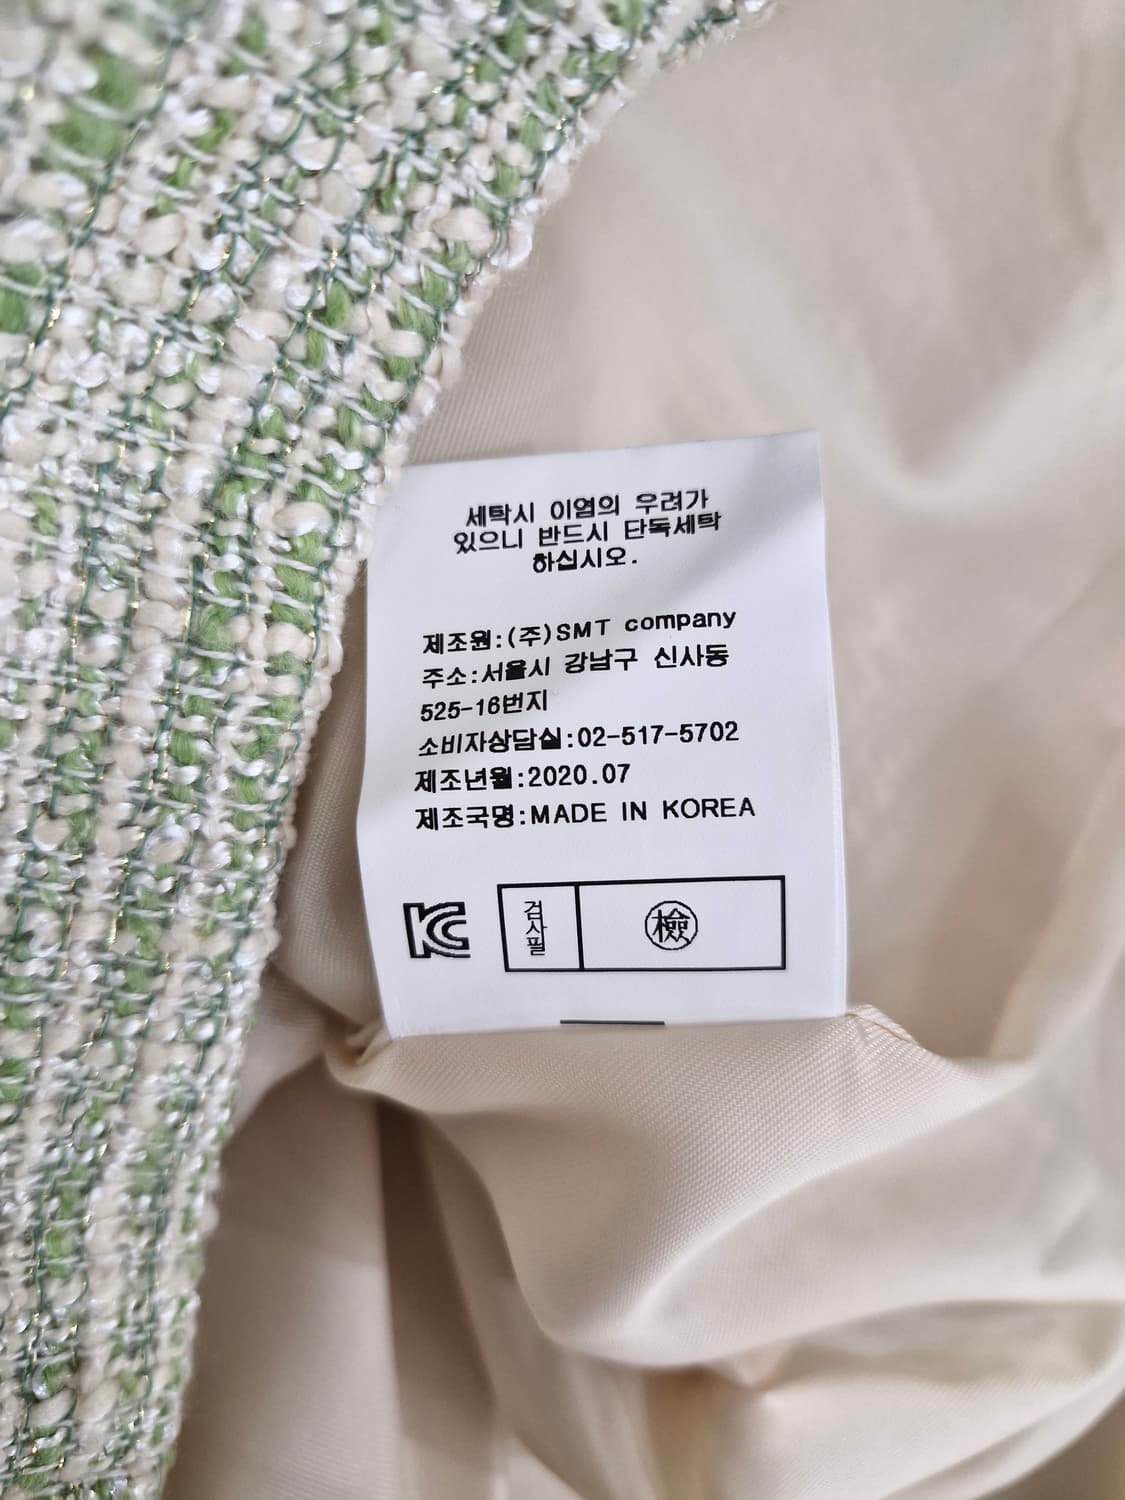 세탁시 이염의 우려가
있으니 반드시 단독세탁
하십시오.
제조원:(주)SMT company
주소:서울시 강남구 신사동
525-16번지
소비자상담실:02-517-5702
제조년월:2020.07
제조국명:MADE IN KOREA
KC 검사필 檢